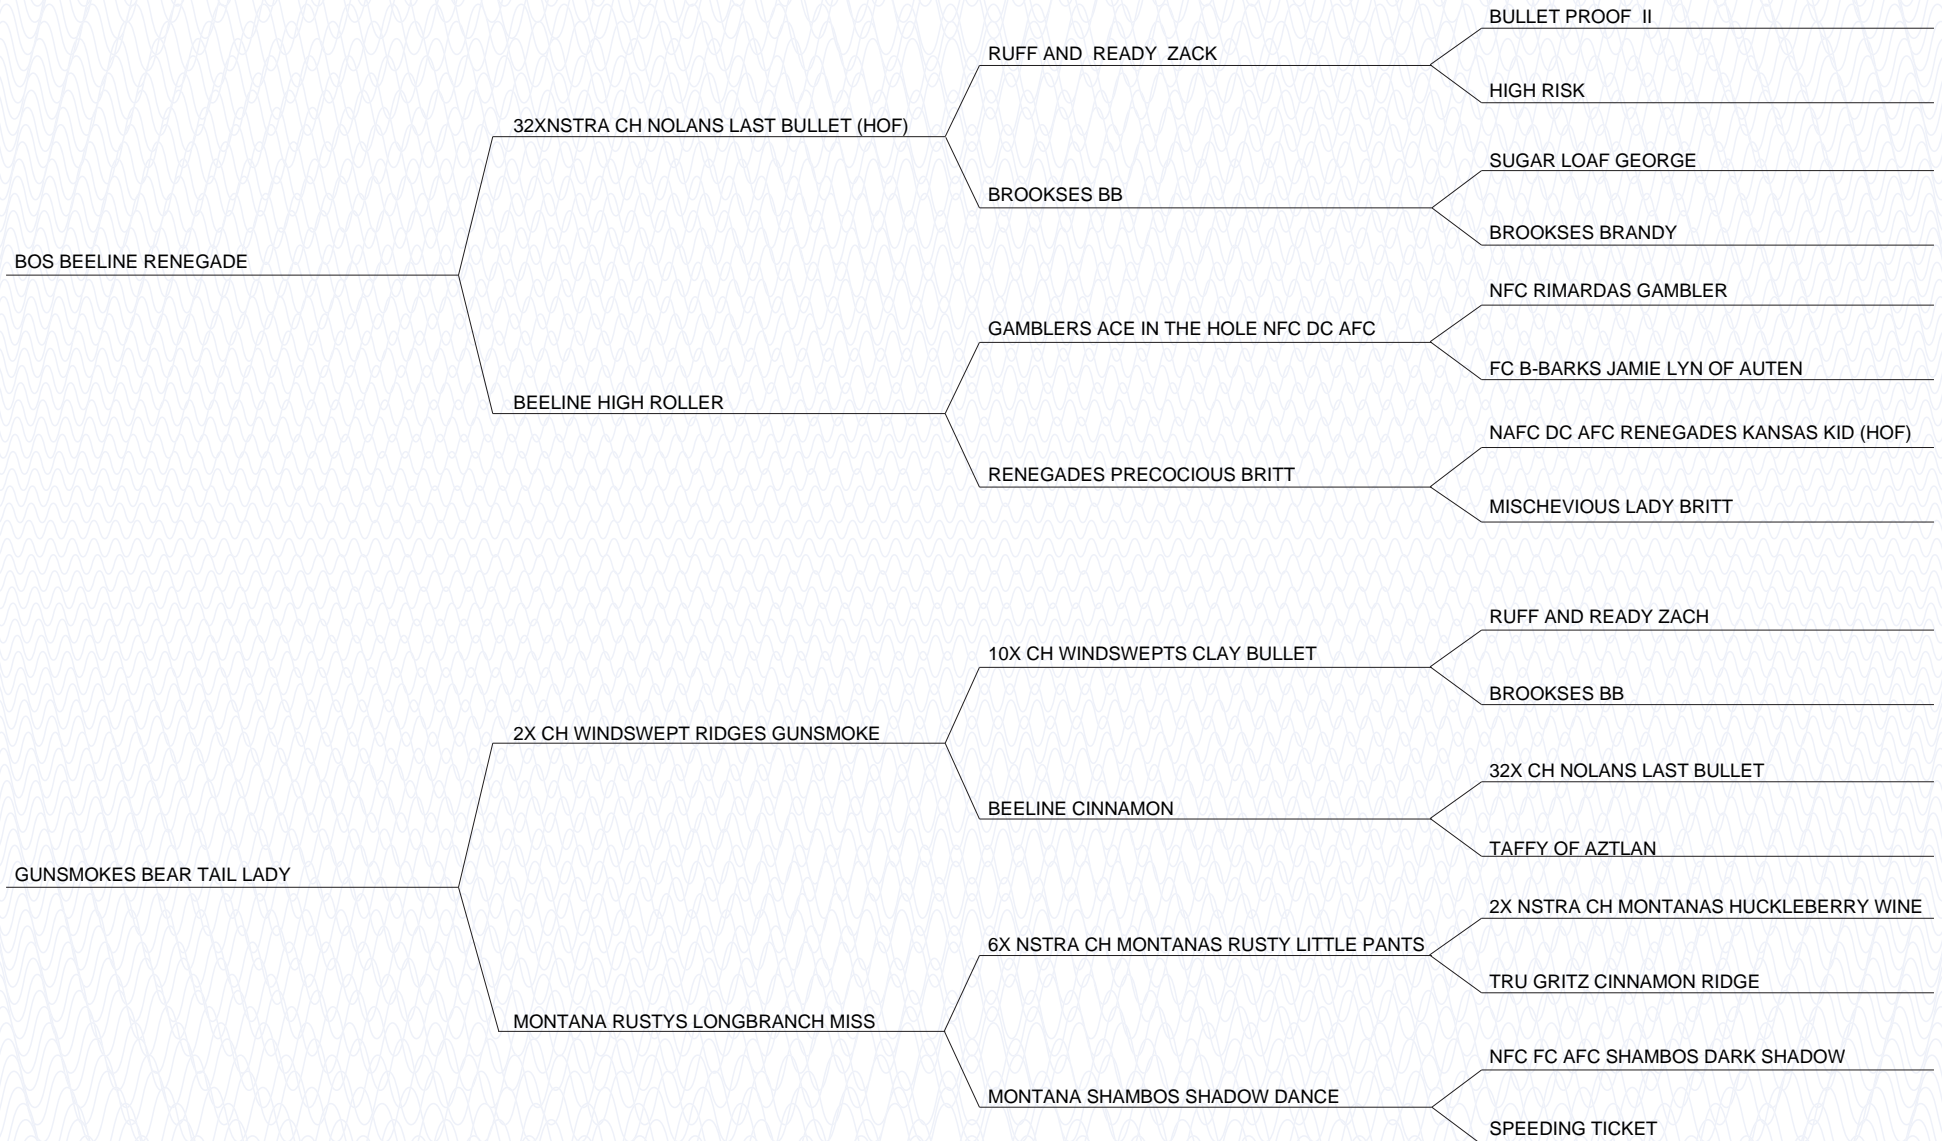 BULLET PROOF  II
RUFF AND  READY  ZACK
HIGH RISK
32XNSTRA CH NOLANS LAST BULLET (HOF)
SUGAR LOAF GEORGE
BROOKSES BB
BROOKSES BRANDY
BOS BEELINE RENEGADE
NFC RIMARDAS GAMBLER
GAMBLERS ACE IN THE HOLE NFC DC AFC
FC B-BARKS JAMIE LYN OF AUTEN
BEELINE HIGH ROLLER
NAFC DC AFC RENEGADES KANSAS KID (HOF)
RENEGADES PRECOCIOUS BRITT
MISCHEVIOUS LADY BRITT
RUFF AND READY ZACH
10X CH WINDSWEPTS CLAY BULLET
BROOKSES BB
2X CH WINDSWEPT RIDGES GUNSMOKE
32X CH NOLANS LAST BULLET
BEELINE CINNAMON
TAFFY OF AZTLAN
GUNSMOKES BEAR TAIL LADY
2X NSTRA CH MONTANAS HUCKLEBERRY WINE
6X NSTRA CH MONTANAS RUSTY LITTLE PANTS
TRU GRITZ CINNAMON RIDGE
MONTANA RUSTYS LONGBRANCH MISS
NFC FC AFC SHAMBOS DARK SHADOW
MONTANA SHAMBOS SHADOW DANCE
SPEEDING TICKET